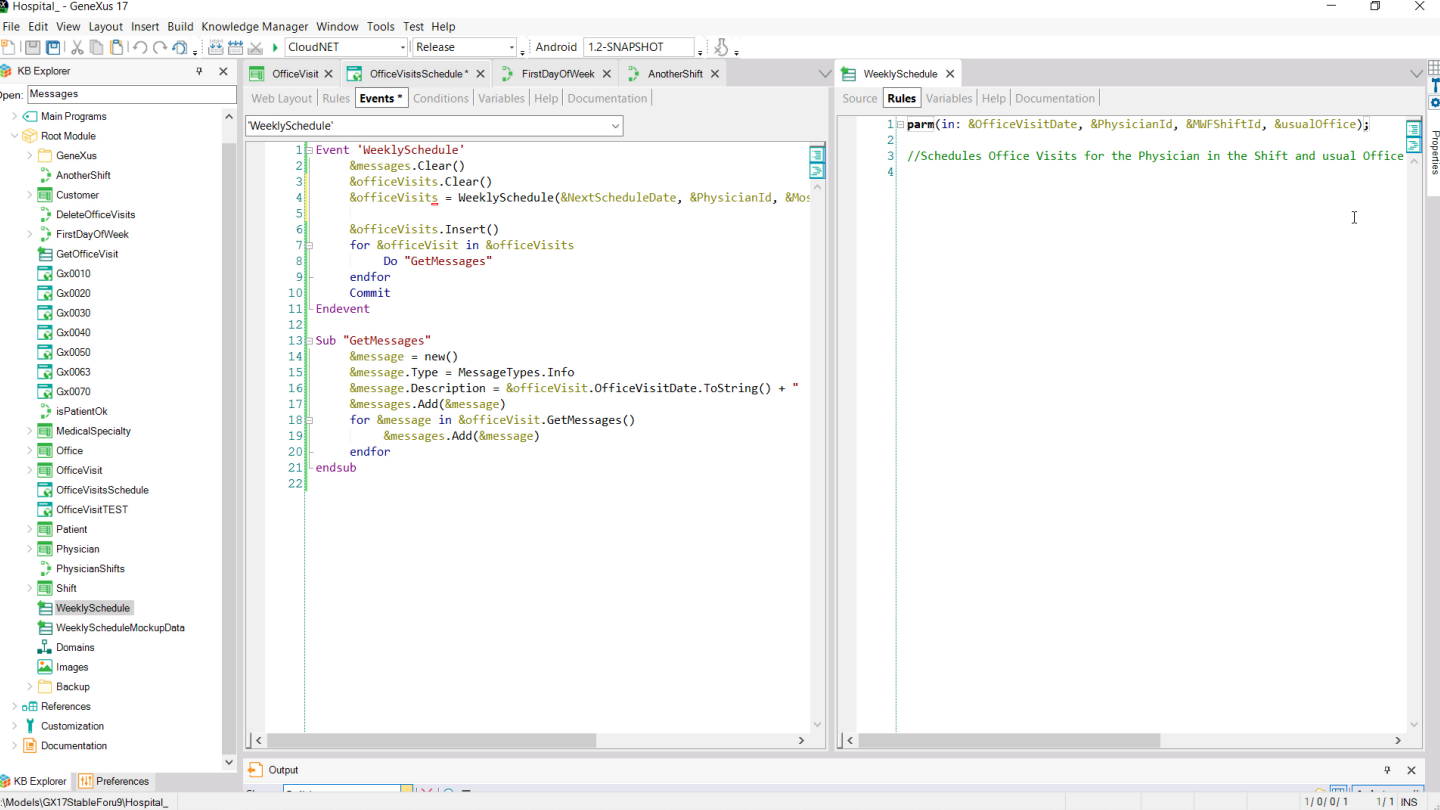 Hospital_ - GeneXus 17
File Edit View Layout Insert Build Knowledge Manager Window Tools Test Help
CloudNET Release Android 1.2-SNAPSHOT
KB Explorer
Open: Messages
Main Programs
Root Module
GeneXus
AnotherShift
Customer
DeleteOfficeVisits
FirstDayOfWeek
GetOfficeVisit
Gx0010
Gx0020
Gx0030
Gx0040
Gx0050
Gx0063
Gx0070
isPatientOk
MedicalSpecialty
Office
OfficeVisit
OfficeVisitsSchedule
OfficeVisitTEST
Patient
Physician
PhysicianShifts
Shift
WeeklySchedule
WeeklyScheduleMockupData
Domains
Images
Backup
References
Customization
Documentation
KB Explorer Preferences
OfficeVisit OfficeVisitsSchedule * FirstDayOfWeek AnotherShift
Web Layout Rules Events * Conditions Variables Help Documentation
'WeeklySchedule'
1 Event 'WeeklySchedule'
2 &messages.Clear()
3 &officeVisits.Clear()
4 &officeVisits = WeeklySchedule(&NextScheduleDate, &PhysicianId, &Mos
5
6 &officeVisits.Insert()
7 for &officeVisit in &officeVisits
8 Do "GetMessages"
9 endfor
10 Commit
11 Endevent
12
13 Sub "GetMessages"
14 &message = new()
15 &message.Type = MessageTypes.Info
16 &message.Description = &officeVisit.OfficeVisitDate.ToString() + "
17 &messages.Add(&message)
18 for &message in &officeVisit.GetMessages()
19 &messages.Add(&message)
20 endfor
21 endsub
22
WeeklySchedule
Source Rules Variables Help Documentation
1 parm(in: &OfficeVisitDate, &PhysicianId, &MWFShiftId, &usualOffice);
2
3 //Schedules Office Visits for the Physician in the Shift and usual Office
4
Properties
Output
:\Models\GX17StableForu9\Hospital_ 1/ 0/ 0/ 1 1/ 1 INS